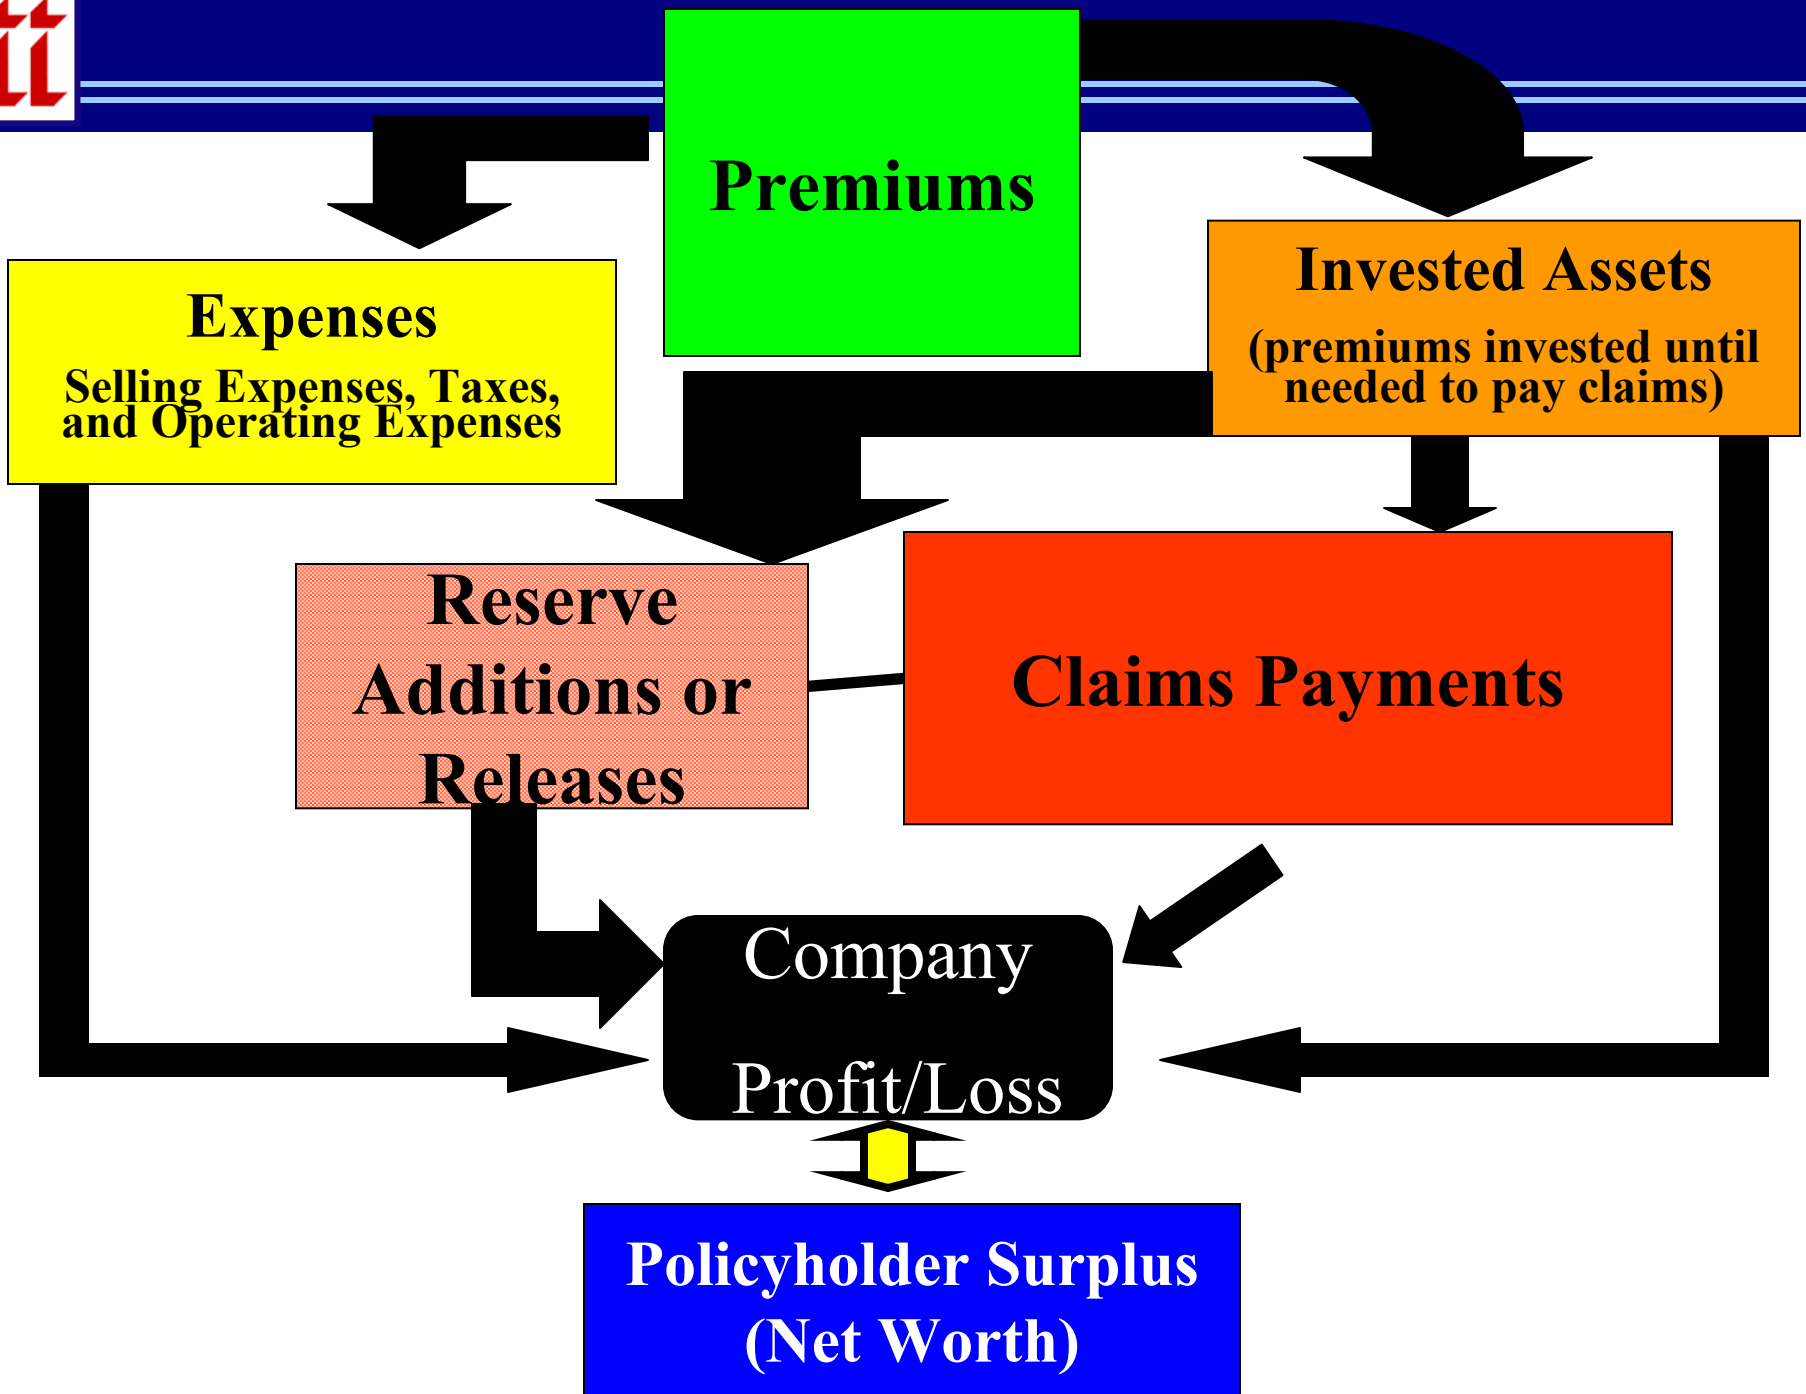 Premiums
Expenses
Selling Expenses, Taxes,
and Operating Expenses
Invested Assets
(premiums invested until
needed to pay claims)
Reserve
Additions or
Releases
Claims Payments
Company
Profit/Loss
Policyholder Surplus
(Net Worth)